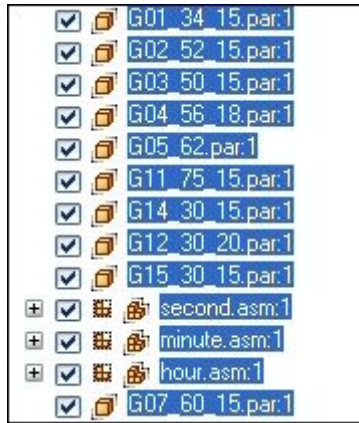 G01_34_15.par:1
G02_52_15.par:1
G03_50_15.par:1
G04_56_18.par:1
G05_62.par:1
G11_75_15.par:1
G14_30_15.par:1
G12_30_20.par:1
G15_30_15.par:1
second.asm:1
minute.asm:1
hour.asm:1
G07_60_15.par:1